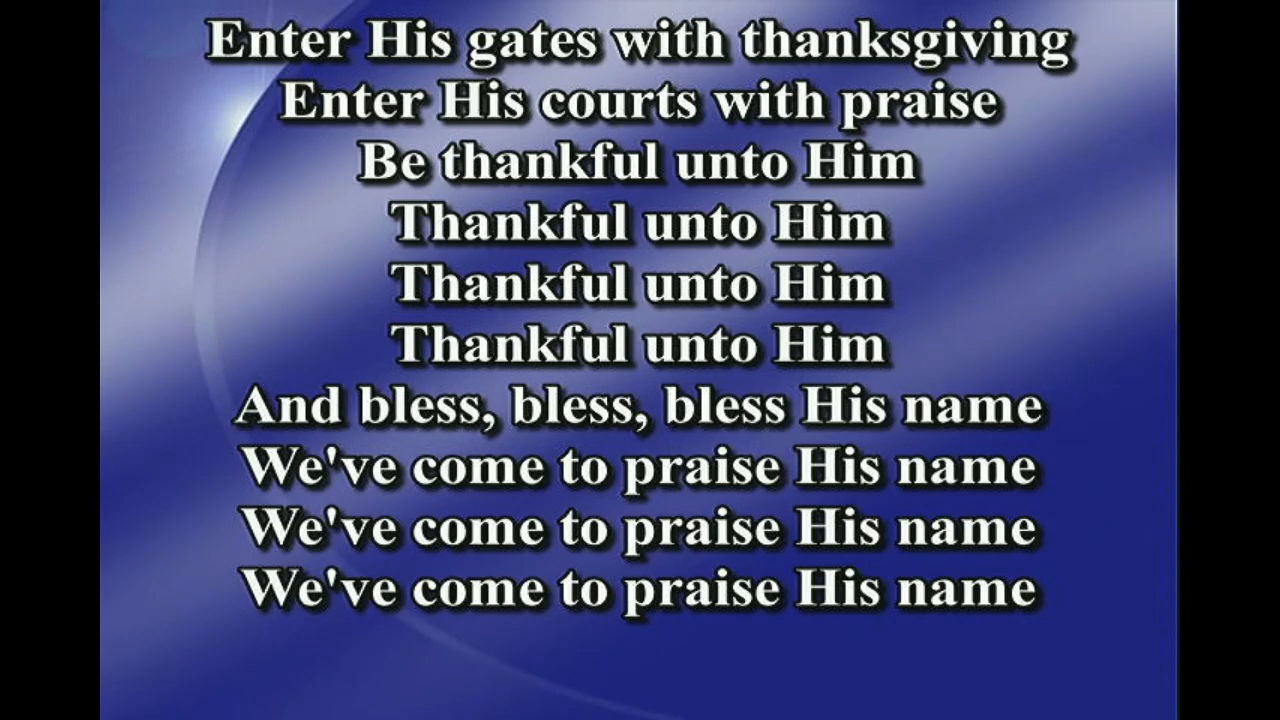 Enter His gates with thanksgiving
Enter His courts with praise
Be thankful unto Him
Thankful unto Him
Thankful unto Him
Thankful unto Him
And bless, bless, bless His name
We've come to praise His name
We've come to praise His name
We've come to praise His name